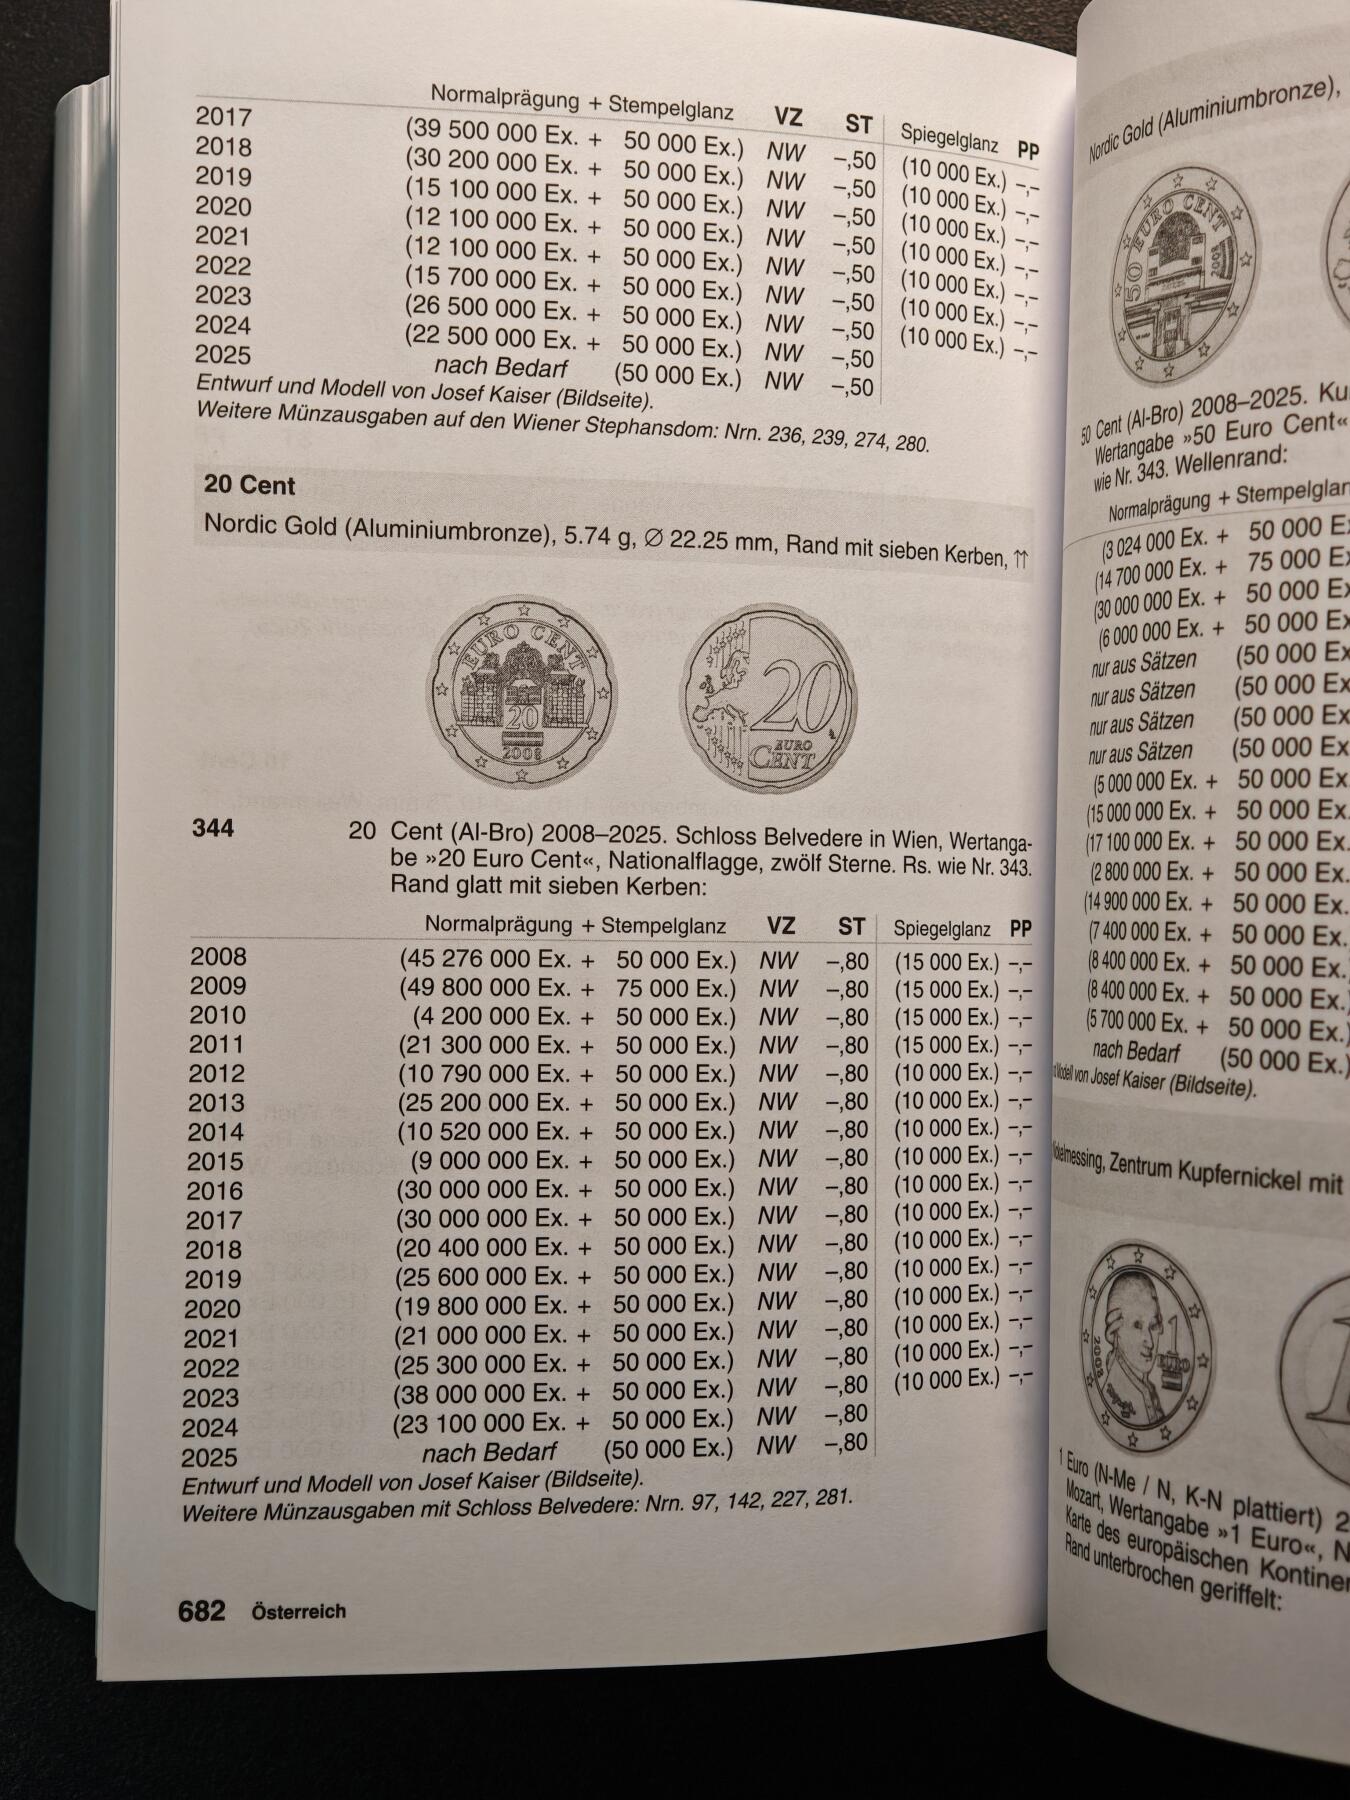 Normalprägung + Stempelglanz VZ ST Spiegelglanz PP
2017 (39 500 000 Ex. + 50 000 Ex.) NW –,50 (10 000 Ex.) –,–
2018 (30 200 000 Ex. + 50 000 Ex.) NW –,50 (10 000 Ex.) –,–
2019 (15 100 000 Ex. + 50 000 Ex.) NW –,50 (10 000 Ex.) –,–
2020 (12 100 000 Ex. + 50 000 Ex.) NW –,50 (10 000 Ex.) –,–
2021 (12 100 000 Ex. + 50 000 Ex.) NW –,50 (10 000 Ex.) –,–
2022 (15 700 000 Ex. + 50 000 Ex.) NW –,50 (10 000 Ex.) –,–
2023 (26 500 000 Ex. + 50 000 Ex.) NW –,50 (10 000 Ex.) –,–
2024 (22 500 000 Ex. + 50 000 Ex.) NW –,50
2025 nach Bedarf (50 000 Ex.) NW –,50
Entwurf und Modell von Josef Kaiser (Bildseite).
Weitere Münzausgaben auf den Wiener Stephansdom: Nrn. 236, 239, 274, 280.
20 Cent
Nordic Gold (Aluminiumbronze), 5.74 g, Ø 22.25 mm, Rand mit sieben Kerben, ⇈
EURO CENT
20
2008
20
EURO
CENT
344 20 Cent (Al-Bro) 2008–2025. Schloss Belvedere in Wien, Wertanga-
be »20 Euro Cent«, Nationalflagge, zwölf Sterne. Rs. wie Nr. 343.
Rand glatt mit sieben Kerben:
Normalprägung + Stempelglanz VZ ST Spiegelglanz PP
2008 (45 276 000 Ex. + 50 000 Ex.) NW –,80 (15 000 Ex.) –,–
2009 (49 800 000 Ex. + 75 000 Ex.) NW –,80 (15 000 Ex.) –,–
2010 (4 200 000 Ex. + 50 000 Ex.) NW –,80 (15 000 Ex.) –,–
2011 (21 300 000 Ex. + 50 000 Ex.) NW –,80 (15 000 Ex.) –,–
2012 (10 790 000 Ex. + 50 000 Ex.) NW –,80 (10 000 Ex.) –,–
2013 (25 200 000 Ex. + 50 000 Ex.) NW –,80 (10 000 Ex.) –,–
2014 (10 520 000 Ex. + 50 000 Ex.) NW –,80 (10 000 Ex.) –,–
2015 (9 000 000 Ex. + 50 000 Ex.) NW –,80 (10 000 Ex.) –,–
2016 (30 000 000 Ex. + 50 000 Ex.) NW –,80 (10 000 Ex.) –,–
2017 (30 000 000 Ex. + 50 000 Ex.) NW –,80 (10 000 Ex.) –,–
2018 (20 400 000 Ex. + 50 000 Ex.) NW –,80 (10 000 Ex.) –,–
2019 (25 600 000 Ex. + 50 000 Ex.) NW –,80 (10 000 Ex.) –,–
2020 (19 800 000 Ex. + 50 000 Ex.) NW –,80 (10 000 Ex.) –,–
2021 (21 000 000 Ex. + 50 000 Ex.) NW –,80 (10 000 Ex.) –,–
2022 (25 300 000 Ex. + 50 000 Ex.) NW –,80 (10 000 Ex.) –,–
2023 (38 000 000 Ex. + 50 000 Ex.) NW –,80 (10 000 Ex.) –,–
2024 (23 100 000 Ex. + 50 000 Ex.) NW –,80
2025 nach Bedarf (50 000 Ex.) NW –,80
Entwurf und Modell von Josef Kaiser (Bildseite).
Weitere Münzausgaben mit Schloss Belvedere: Nrn. 97, 142, 227, 281.
682 Österreich
Nordic Gold (Aluminiumbronze),
50 EURO CENT
50 Cent (Al-Bro) 2008–2025.
Wertangabe »50 Euro Cent«
wie Nr. 343. Wellenrand:
Normalprägung + Stempelglan
(3 024 000 Ex. + 50 000 Ex
(14 700 000 Ex. + 75 000 Ex
(30 000 000 Ex. + 50 000 Ex
(6 000 000 Ex. + 50 000 Ex
nur aus Sätzen (50 000 Ex
nur aus Sätzen (50 000 Ex
nur aus Sätzen (50 000 Ex
nur aus Sätzen (50 000 Ex
(5 000 000 Ex. + 50 000 Ex
(15 000 000 Ex. + 50 000 Ex.
(17 100 000 Ex. + 50 000 Ex.
(2 800 000 Ex. + 50 000 Ex.
(14 900 000 Ex. + 50 000 Ex.
(7 400 000 Ex. + 50 000 Ex.
(8 400 000 Ex. + 50 000 Ex.)
(8 400 000 Ex. + 50 000 Ex.)
(5 700 000 Ex. + 50 000 Ex.)
nach Bedarf (50 000 Ex.)
Modell von Josef Kaiser (Bildseite).
messing, Zentrum Kupfernickel mit
1
2008
1 Euro (N-Me / N, K-N plattiert) 2
Mozart, Wertangabe »1 Euro«, N
Karte des europäischen Kontinen
Rand unterbrochen geriffelt: